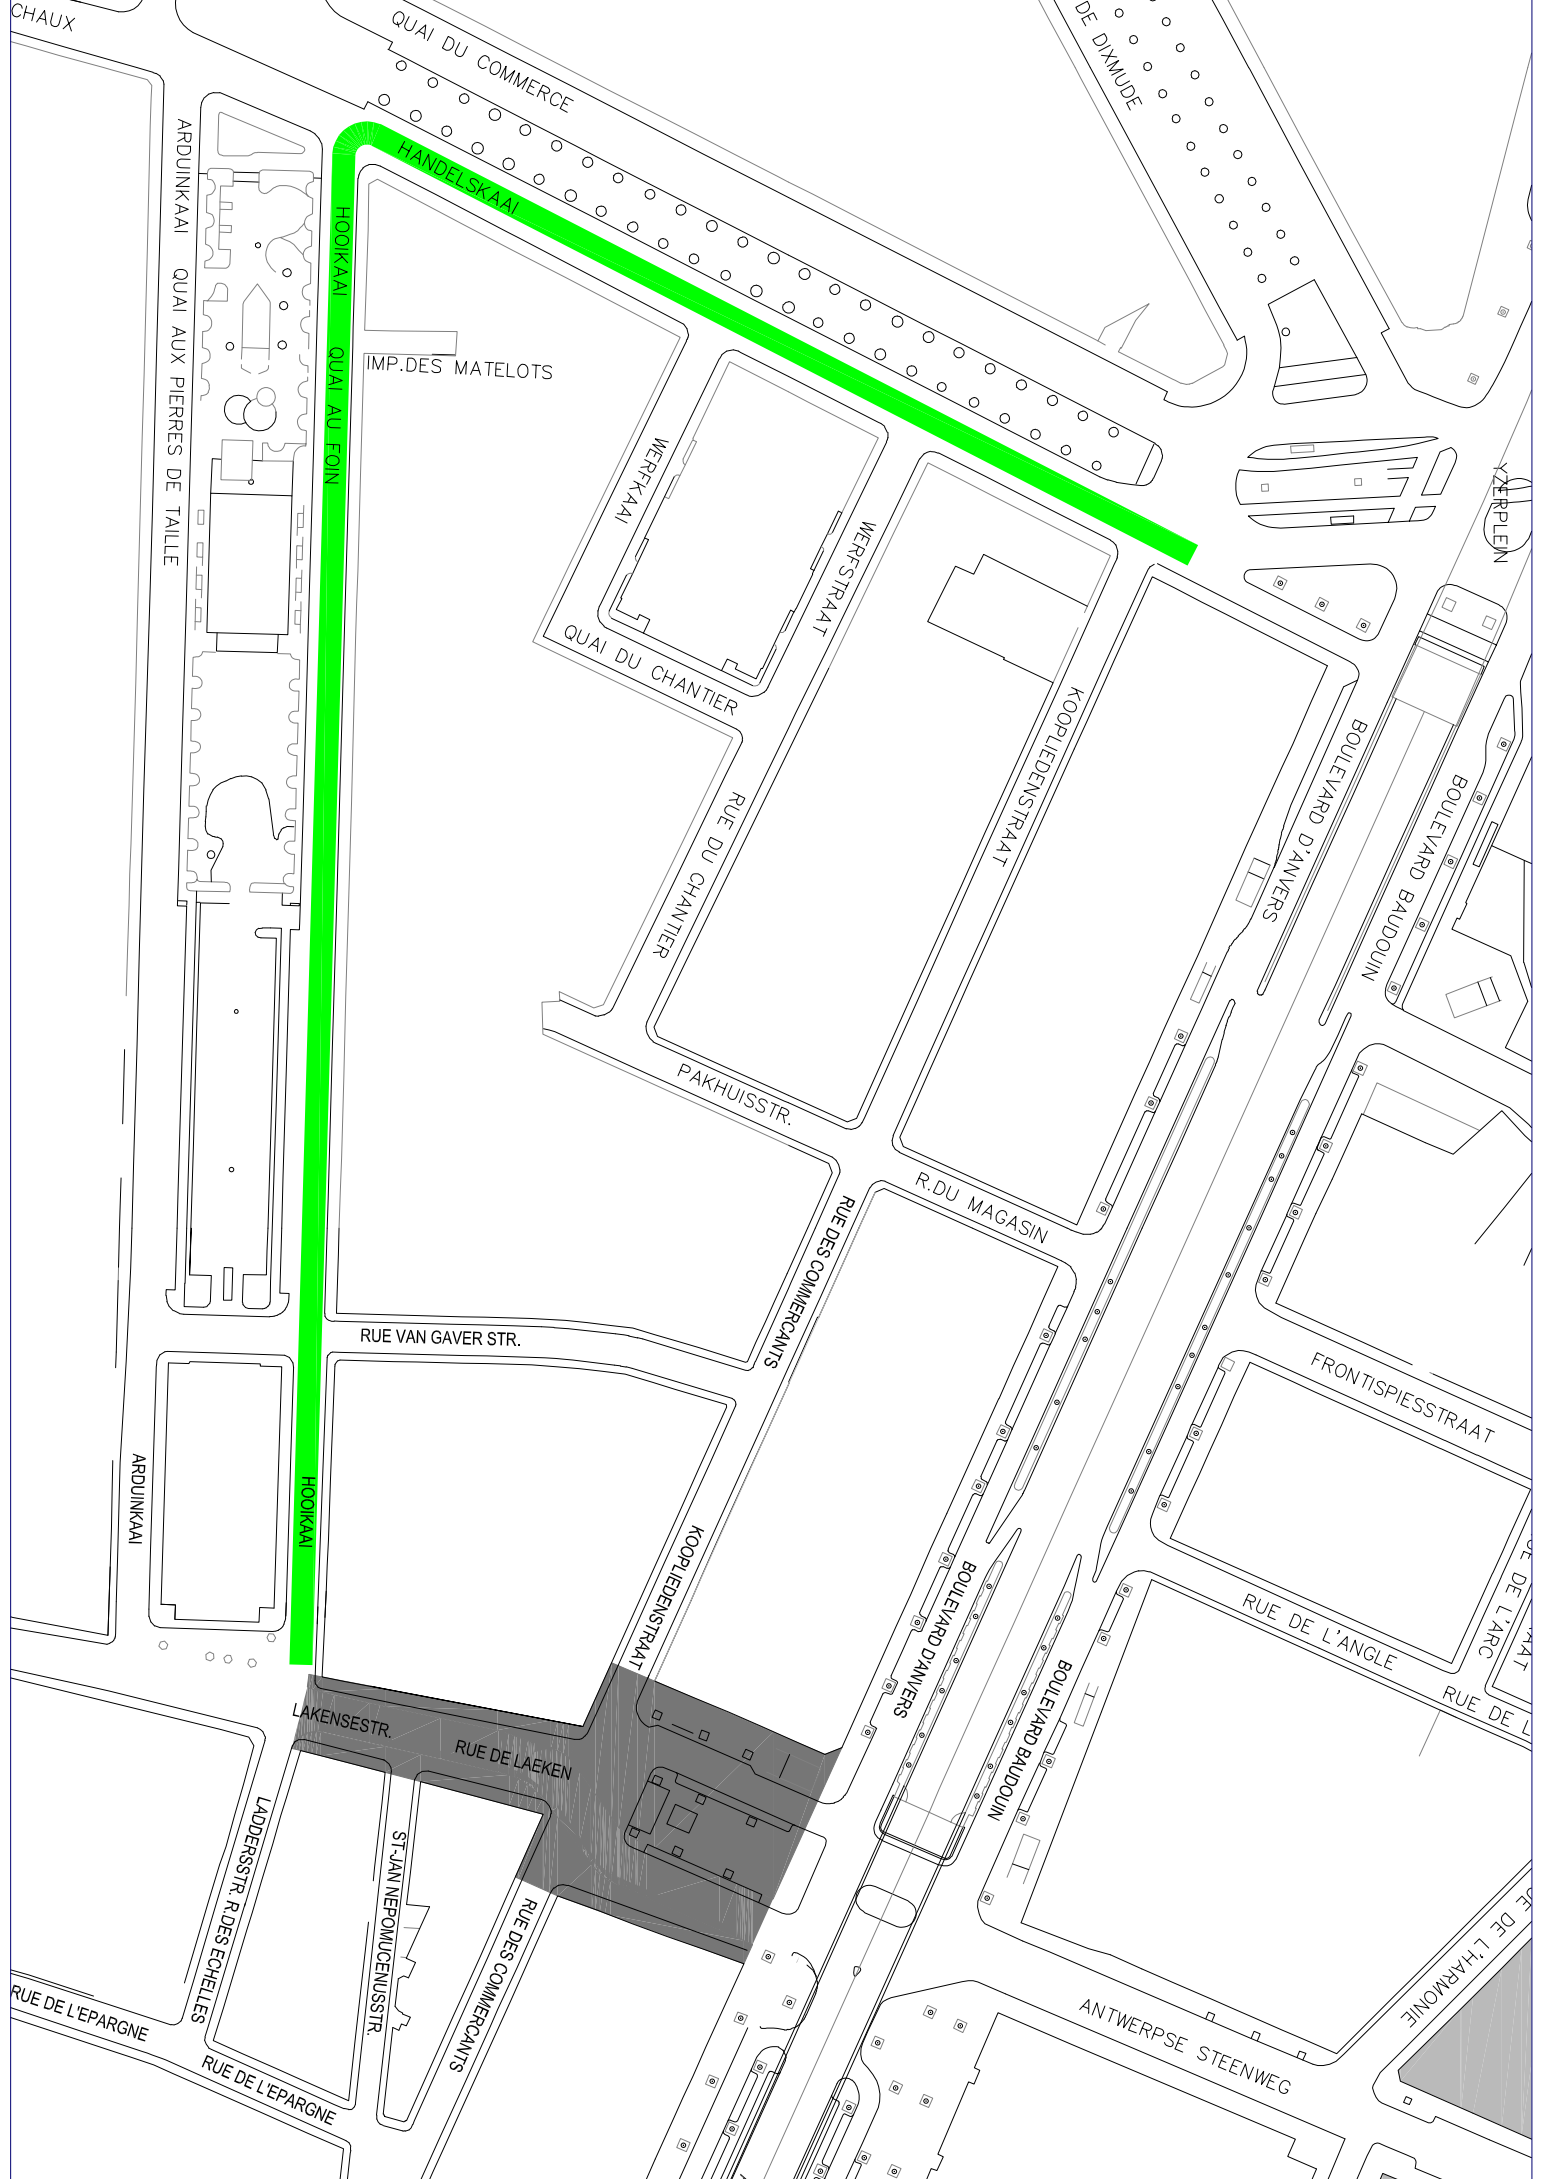 CHAUX
QUAI DU COMMERCE
DE DIXMUDE
ARDUINKAAI
QUAI AUX PIERRES DE TAILLE
HANDELSKAAI
HOOIKAAI
QUAI AU FOIN
IMP.DES MATELOTS
WERFKAAI
WERFSTRAAT
YZERPLEIN
QUAI DU CHANTIER
KOOPLIEDENSTRAAT
BOULEVARD D'ANVERS
BOULEVARD BAUDOUIN
RUE DU CHANTIER
PAKHUISSTR.
R.DU MAGASIN
RUE DES COMMERCANTS
RUE VAN GAVER STR.
FRONTISPIESSTRAAT
ARDUINKAAI
HOOIKAAI
KOOPLIEDENSTRAAT
BOULEVARD D'ANVERS
BOULEVARD BAUDOUIN
RUE DE L'ANGLE
DE L'ARC
AAT
RUE DE L
LAKENSESTR.
RUE DE LAEKEN
LADDERSSTR. R.DES ECHELLES
ST-JAN NEPOMUCENUSSTR.
RUE DES COMMERCANTS
DE L'HARMONIE
ANTWERPSE STEENWEG
RUE DE L'EPARGNE
RUE DE L'EPARGNE